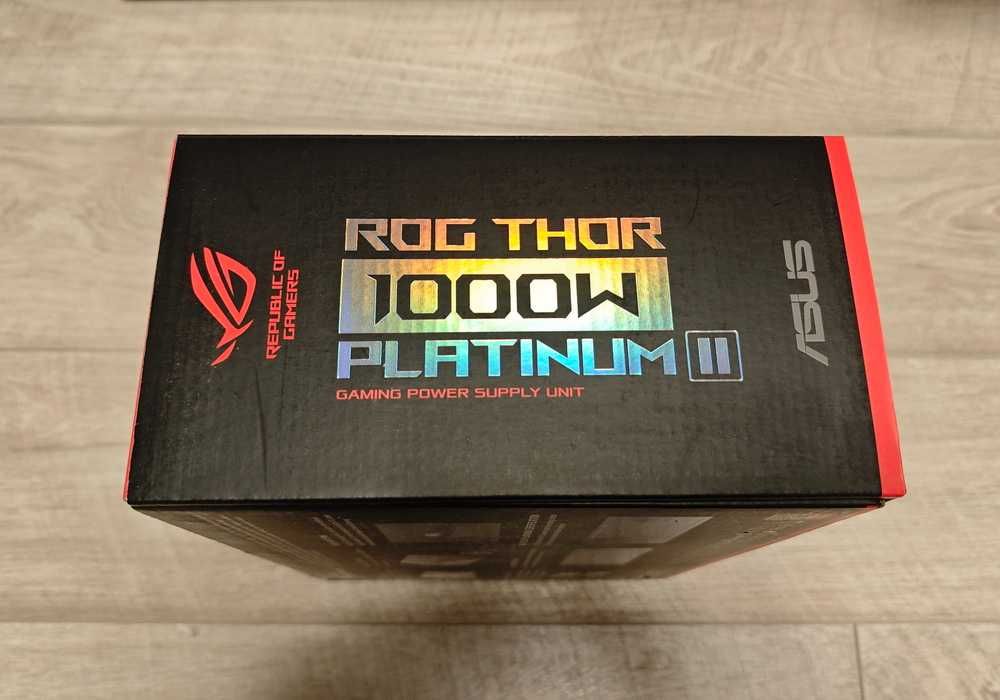 REPUBLIC OF
GAMERS
ROG THOR
1000W
PLATINUM II
GAMING POWER SUPPLY UNIT
ASUS